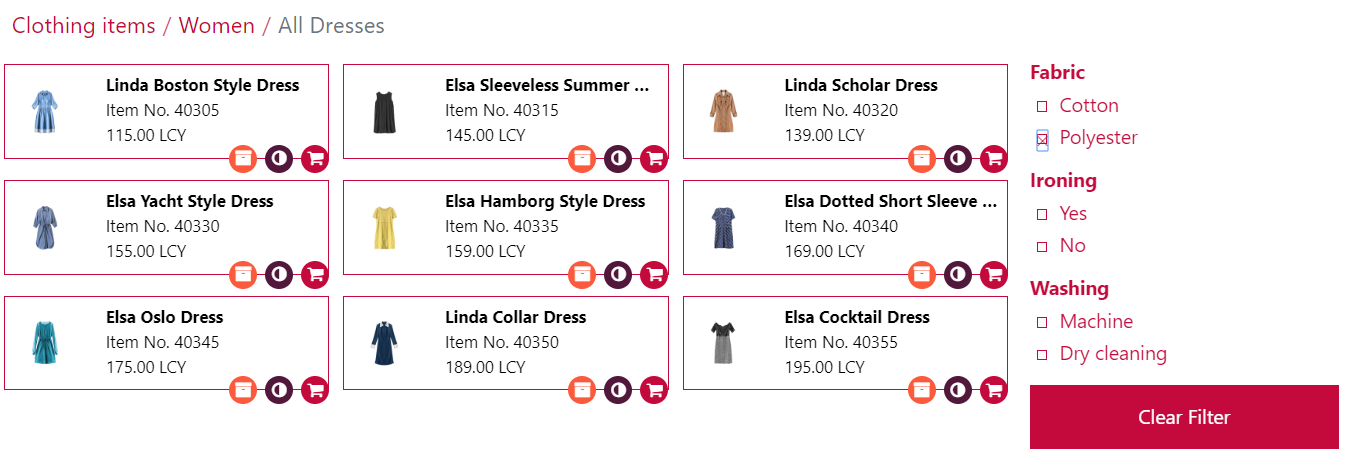 Clothing items / Women / All Dresses
Linda Boston Style Dress
Item No. 40305
115.00 LCY
Elsa Sleeveless Summer ...
Item No. 40315
145.00 LCY
Linda Scholar Dress
Item No. 40320
139.00 LCY
Elsa Yacht Style Dress
Item No. 40330
155.00 LCY
Elsa Hamborg Style Dress
Item No. 40335
159.00 LCY
Elsa Dotted Short Sleeve ...
Item No. 40340
169.00 LCY
Elsa Oslo Dress
Item No. 40345
175.00 LCY
Linda Collar Dress
Item No. 40350
189.00 LCY
Elsa Cocktail Dress
Item No. 40355
195.00 LCY
Fabric
Cotton
Polyester
Ironing
Yes
No
Washing
Machine
Dry cleaning
Clear Filter